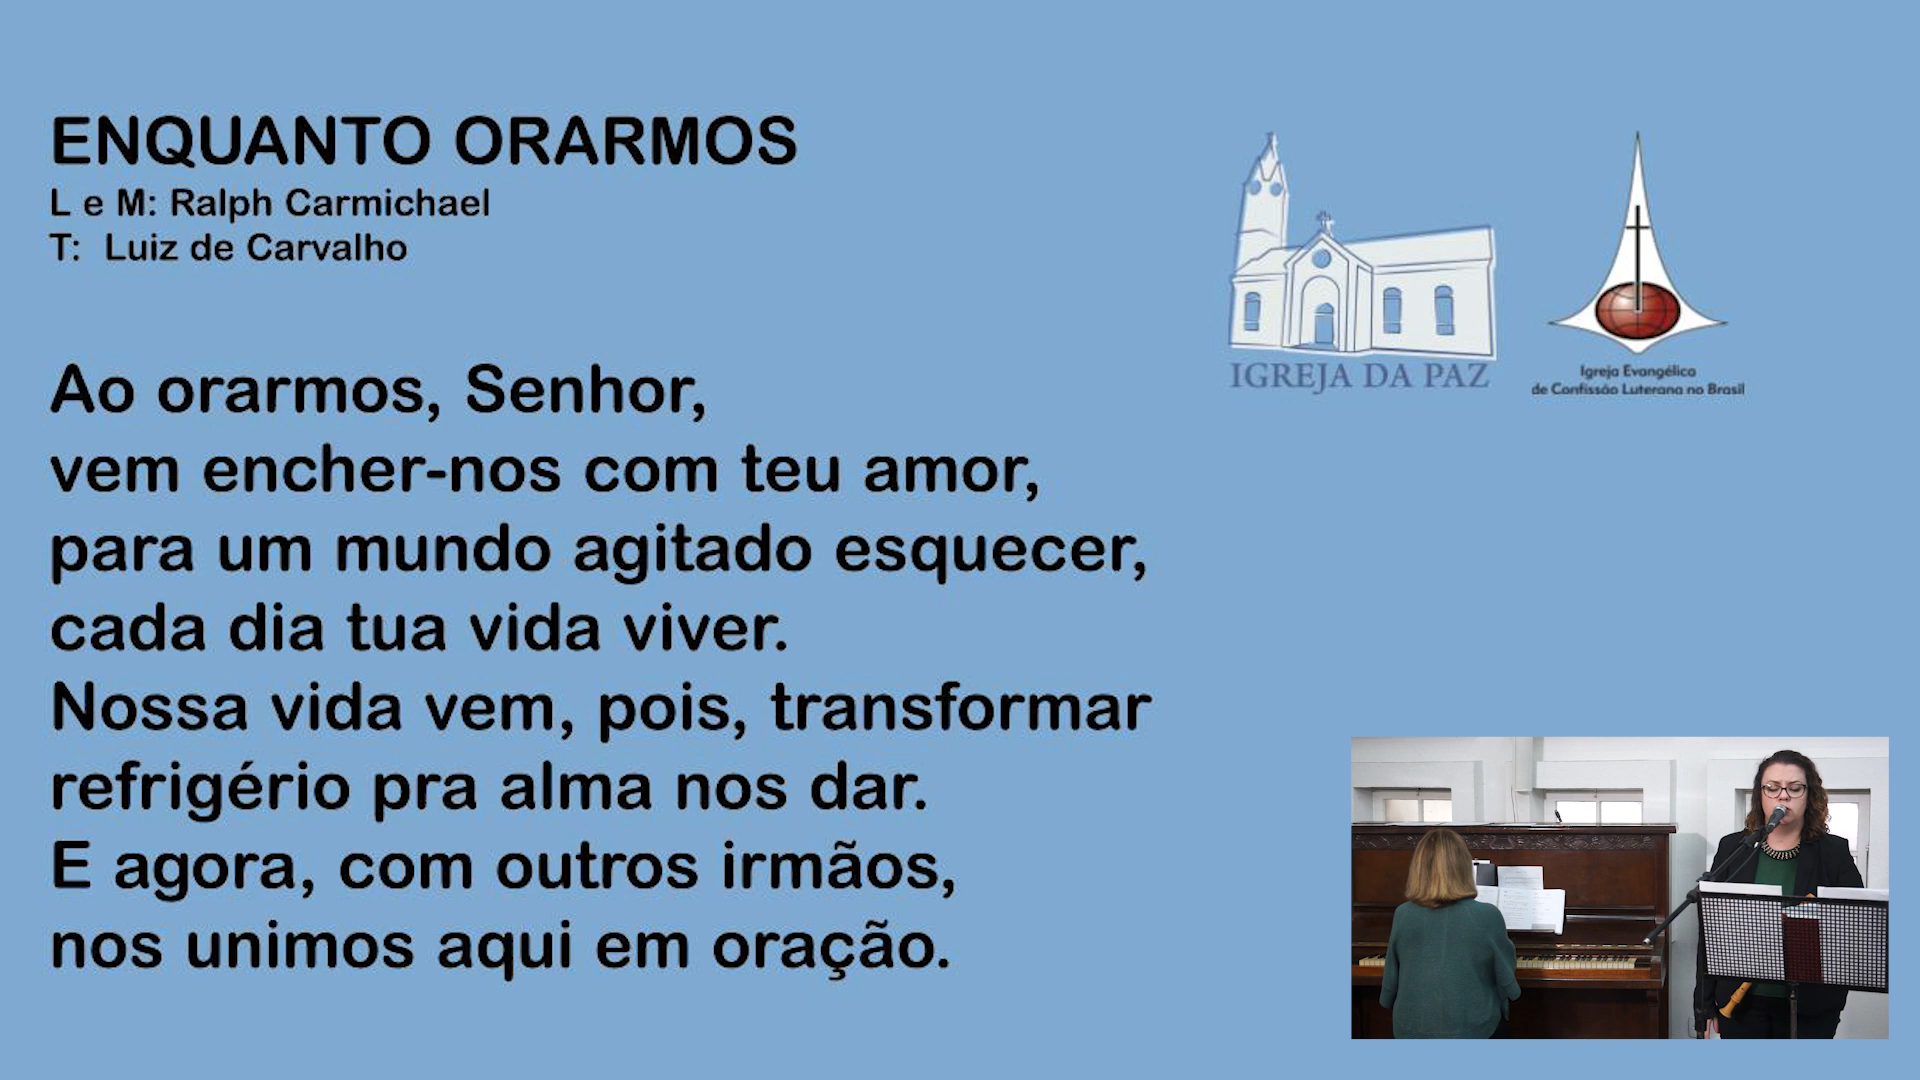 ENQUANTO ORARMOS
L e M: Ralph Carmichael
T: Luiz de Carvalho
Ao orarmos, Senhor,
vem encher-nos com teu amor,
para um mundo agitado esquecer,
cada dia tua vida viver.
Nossa vida vem, pois, transformar
refrigério pra alma nos dar.
E agora, com outros irmãos,
nos unimos aqui em oração.
IGREJA DA PAZ
Igreja Evangélica
de Confissão Luterana no Brasil